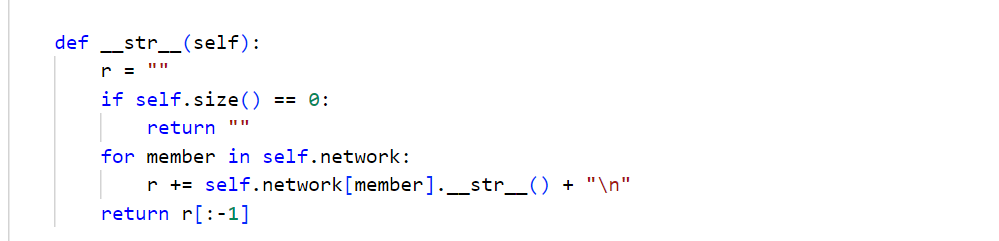 def __str__(self):
    r = ""
    if self.size() == 0:
        return ""
    for member in self.network:
        r += self.network[member].__str__() + "\n"
    return r[:-1]